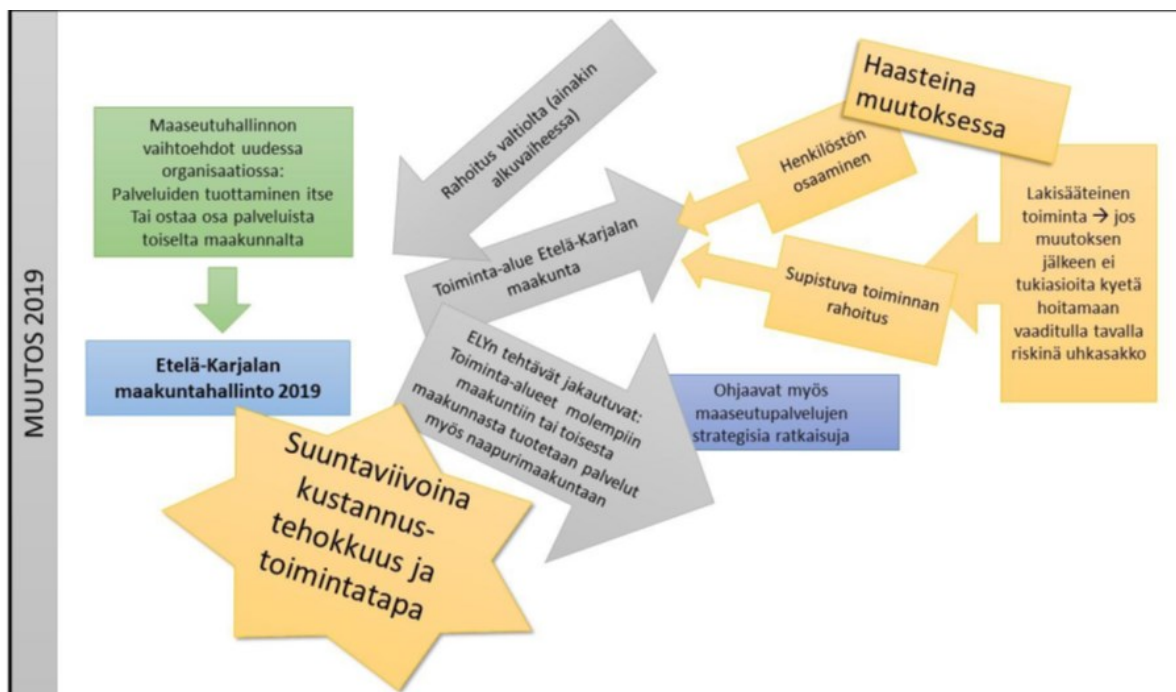 MUUTOS 2019
Maaseutuhallinnon
vaihtoehdot uudessa
organisaatiossa:
Palveluiden tuottaminen itse
Tai ostaa osa palveluista
toiselta maakunnalta
Etelä-Karjalan
maakuntahallinto 2019
Suuntaviivoina
kustannus-
tehokkuus ja
toimintatapa
Rahoitus valtiolta (ainakin
alkuvaiheessa)
Toiminta-alue Etelä-Karjalan
maakunta
ELYn tehtävät jakautuvat:
Toiminta-alueet molempiin
maakuntiin tai toisesta
maakunnasta tuotetaan palvelut
myös naapurimaakuntaan
Ohjaavat myös
maaseutupalvelujen
strategisia ratkaisuja
Haasteina
muutoksessa
Henkilöstön
osaaminen
Supistuva toiminnan
rahoitus
Lakisääteinen
toiminta → jos
muutoksen
jälkeen ei
tukiasioita kyetä
hoitamaan
vaaditulla tavalla
riskinä uhkasakko